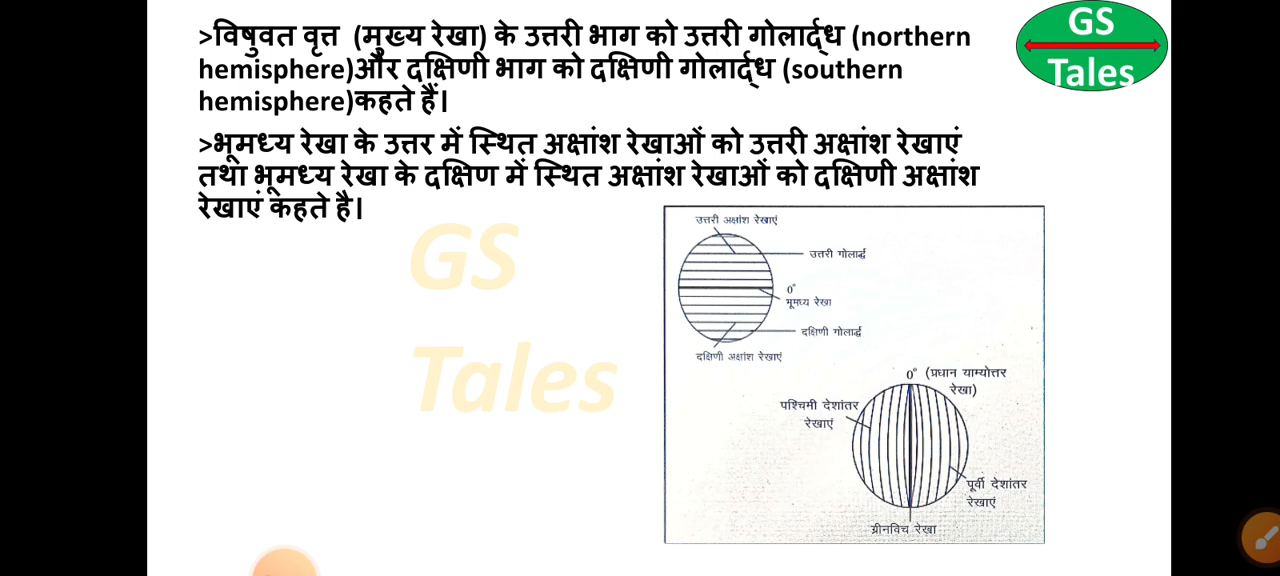 >विषुवत वृत्त (मुख्य रेखा) के उत्तरी भाग को उत्तरी गोलार्द्ध (northern
hemisphere)और दक्षिणी भाग को दक्षिणी गोलार्द्ध (southern
hemisphere)कहते हैं।
>भूमध्य रेखा के उत्तर में स्थित अक्षांश रेखाओं को उत्तरी अक्षांश रेखाएं
तथा भूमध्य रेखा के दक्षिण में स्थित अक्षांश रेखाओं को दक्षिणी अक्षांश
रेखाएं कहते है।
GS
Tales
GS
Tales
उत्तरी अक्षांश रेखाएं
उत्तरी गोलार्द्ध
0°
भूमध्य रेखा
दक्षिणी गोलार्द्ध
दक्षिणी अक्षांश रेखाएं
0° (प्रधान याम्योत्तर
रेखा)
पश्चिमी देशांतर
रेखाएं
पूर्वी देशांतर
रेखाएं
ग्रीनविच रेखा